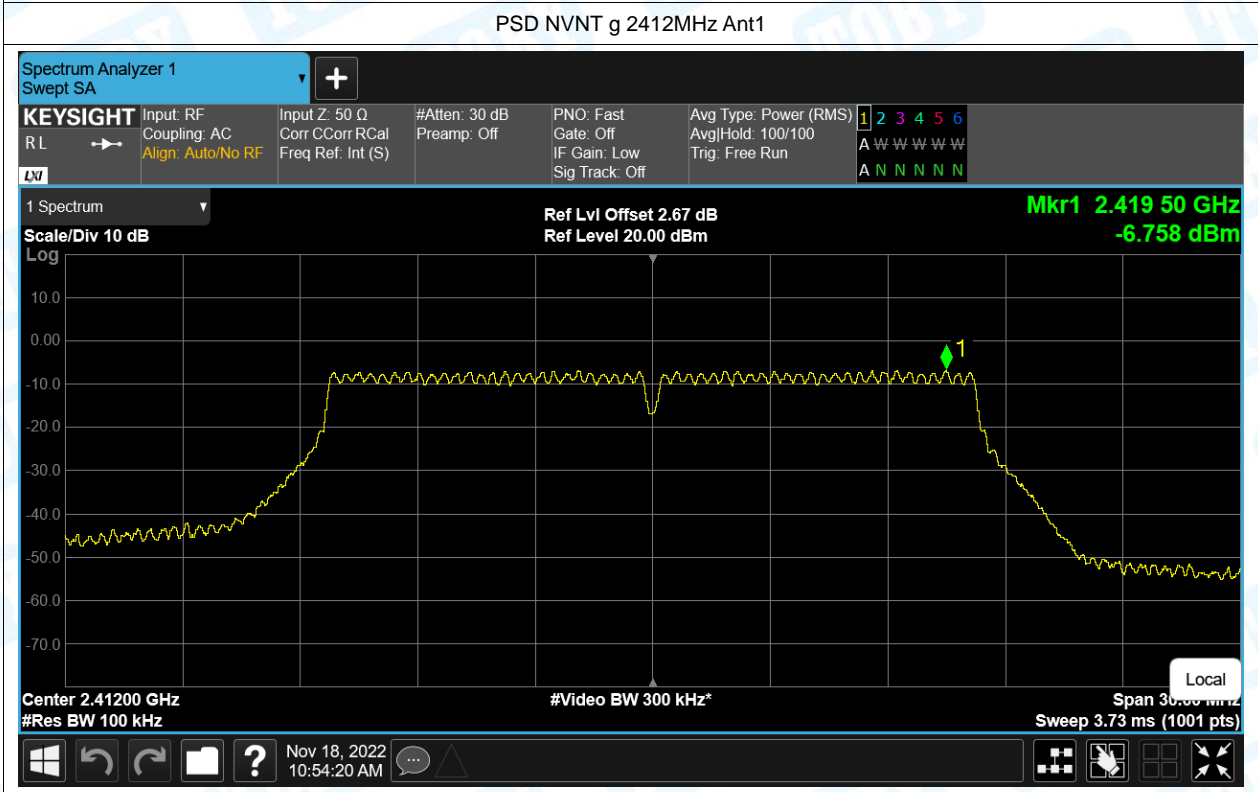 PSD NVNT g 2412MHz Ant1
Spectrum Analyzer 1
Swept SA
KEYSIGHT
RL
LXI
Input: RF
Coupling: AC
Align: Auto/No RF
Input Z: 50 Ω
Corr CCorr RCal
Freq Ref: Int (S)
#Atten: 30 dB
Preamp: Off
PNO: Fast
Gate: Off
IF Gain: Low
Sig Track: Off
Avg Type: Power (RMS)
Avg|Hold: 100/100
Trig: Free Run
1 2 3 4 5 6
A W W W W W
A N N N N N
1 Spectrum
Scale/Div 10 dB
Log
Ref Lvl Offset 2.67 dB
Ref Level 20.00 dBm
Mkr1 2.419 50 GHz
-6.758 dBm
10.0
0.00
-10.0
-20.0
-30.0
-40.0
-50.0
-60.0
-70.0
1
Local
Center 2.41200 GHz
#Video BW 300 kHz*
Span 30.00 MHz
#Res BW 100 kHz
Sweep 3.73 ms (1001 pts)
?
Nov 18, 2022
10:54:20 AM